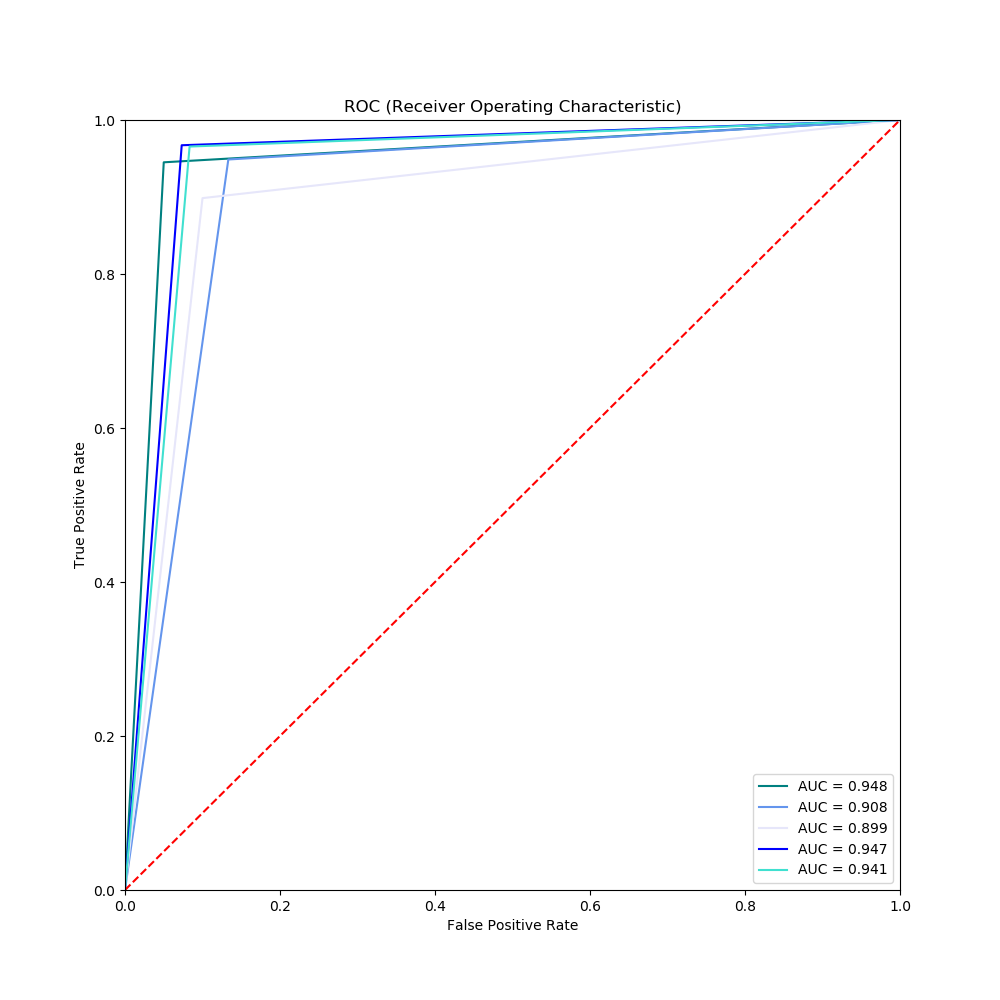 ROC (Receiver Operating Characteristic)
1.0
0.8
0.6
0.4
0.2
0.0
True Positive Rate
0.0 0.2 0.4 0.6 0.8 1.0
False Positive Rate
AUC = 0.948
AUC = 0.908
AUC = 0.899
AUC = 0.947
AUC = 0.941